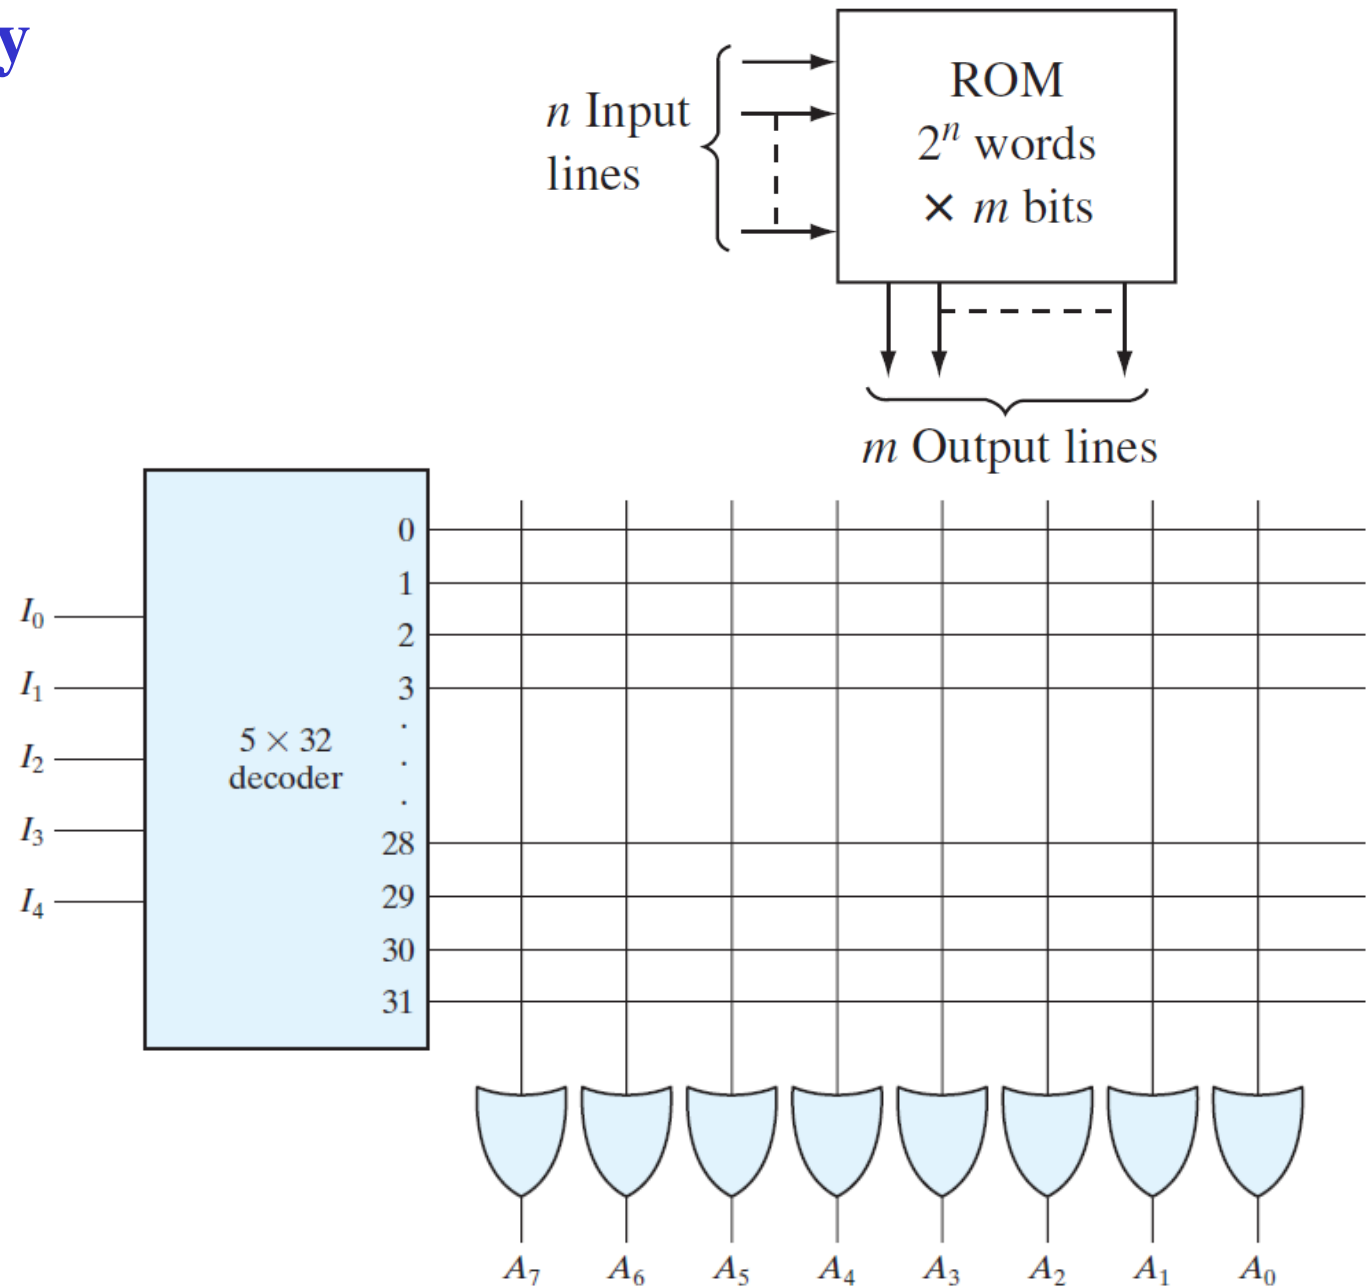 y
ROM
2ⁿ words
× m bits
n Input
lines
m Output lines
0
1
2
3
.
.
.
28
29
30
31
I₀
I₁
I₂
I₃
I₄
5 × 32
decoder
A₇ A₆ A₅ A₄ A₃ A₂ A₁ A₀